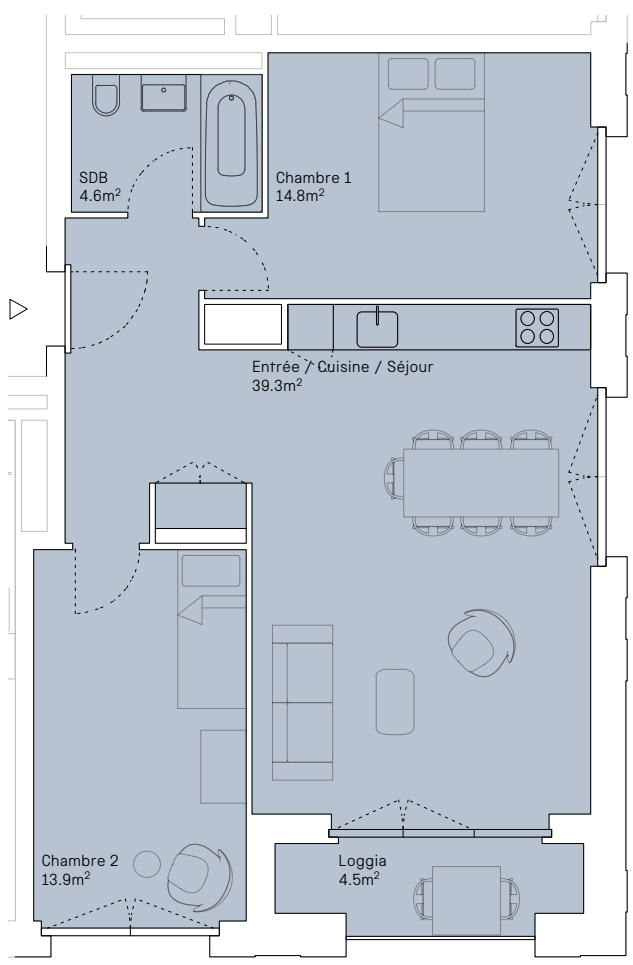 SDB
4.6m²
Chambre 1
14.8m²
Entrée / Cuisine / Séjour
39.3m²
Chambre 2
13.9m²
Loggia
4.5m²